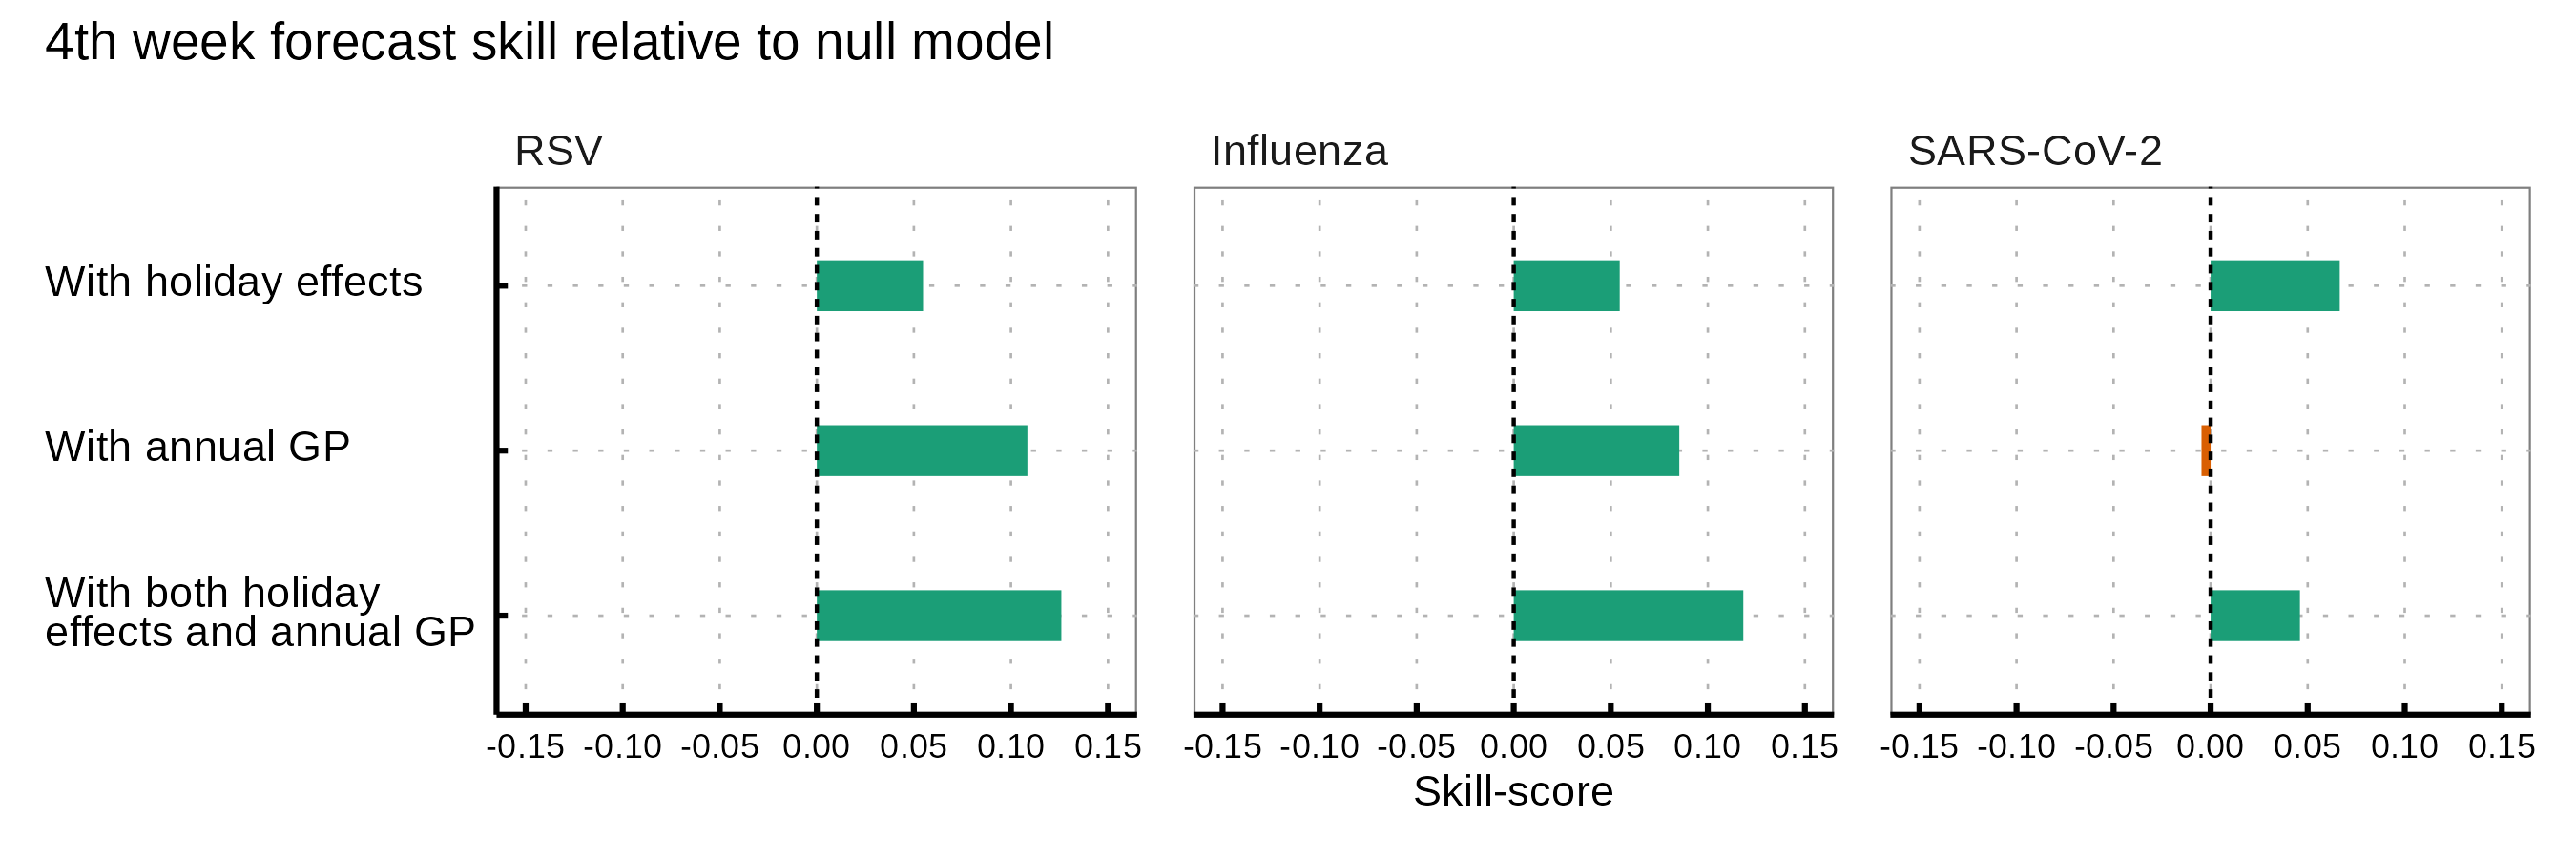 4th week forecast skill relative to null model
RSV
Influenza
SARS-CoV-2
With holiday effects
With annual GP
With both holiday
effects and annual GP
-0.15 -0.10 -0.05 0.00 0.05 0.10 0.15
-0.15 -0.10 -0.05 0.00 0.05 0.10 0.15
-0.15 -0.10 -0.05 0.00 0.05 0.10 0.15
Skill-score